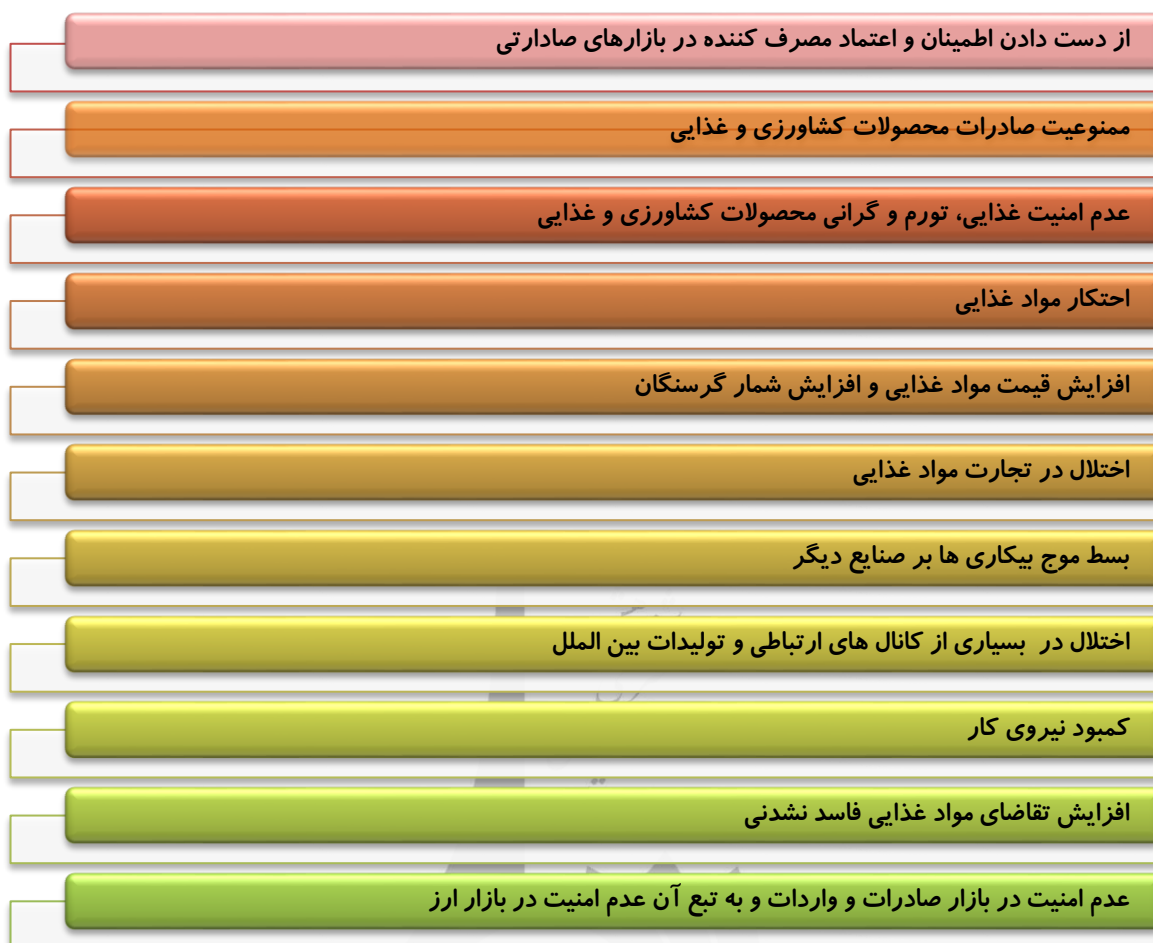 از دست دادن اطمینان و اعتماد مصرف کننده در بازارهای صادارتی
ممنوعیت صادرات محصولات کشاورزی و غذایی
عدم امنیت غذایی، تورم و گرانی محصولات کشاورزی و غذایی
احتکار مواد غذایی
افزایش قیمت مواد غذایی و افزایش شمار گرسنگان
اختلال در تجارت مواد غذایی
بسط موج بیکاری ها بر صنایع دیگر
اختلال در بسیاری از کانال های ارتباطی و تولیدات بین الملل
کمبود نیروی کار
افزایش تقاضای مواد غذایی فاسد نشدنی
عدم امنیت در بازار صادرات و واردات و به تبع آن عدم امنیت در بازار ارز